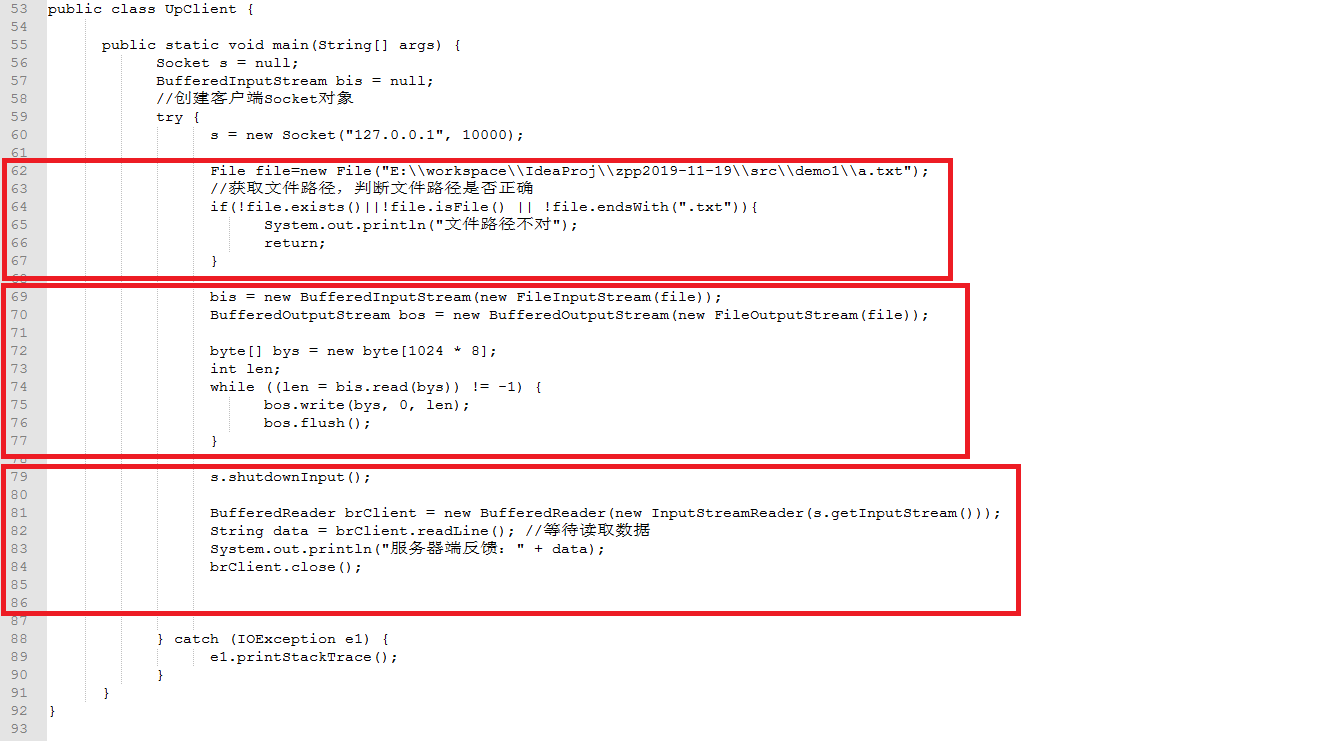 53 public class UpClient {
54
55 public static void main(String[] args) {
56 Socket s = null;
57 BufferedInputStream bis = null;
58 //创建客户端Socket对象
59 try {
60 s = new Socket("127.0.0.1", 10000);
61
62 File file=new File("E:\\workspace\\IdeaProj\\zpp2019-11-19\\src\\demo1\\a.txt");
63 //获取文件路径，判断文件路径是否正确
64 if(!file.exists()||!file.isFile() || !file.endsWith(".txt")){
65 System.out.println("文件路径不对");
66 return;
67 }
69 bis = new BufferedInputStream(new FileInputStream(file));
70 BufferedOutputStream bos = new BufferedOutputStream(new FileOutputStream(file));
71
72 byte[] bys = new byte[1024 * 8];
73 int len;
74 while ((len = bis.read(bys)) != -1) {
75 bos.write(bys, 0, len);
76 bos.flush();
77 }
79 s.shutdownInput();
80
81 BufferedReader brClient = new BufferedReader(new InputStreamReader(s.getInputStream()));
82 String data = brClient.readLine(); //等待读取数据
83 System.out.println("服务器端反馈：" + data);
84 brClient.close();
85
86
87
88 } catch (IOException e1) {
89 e1.printStackTrace();
90 }
91 }
92 }
93